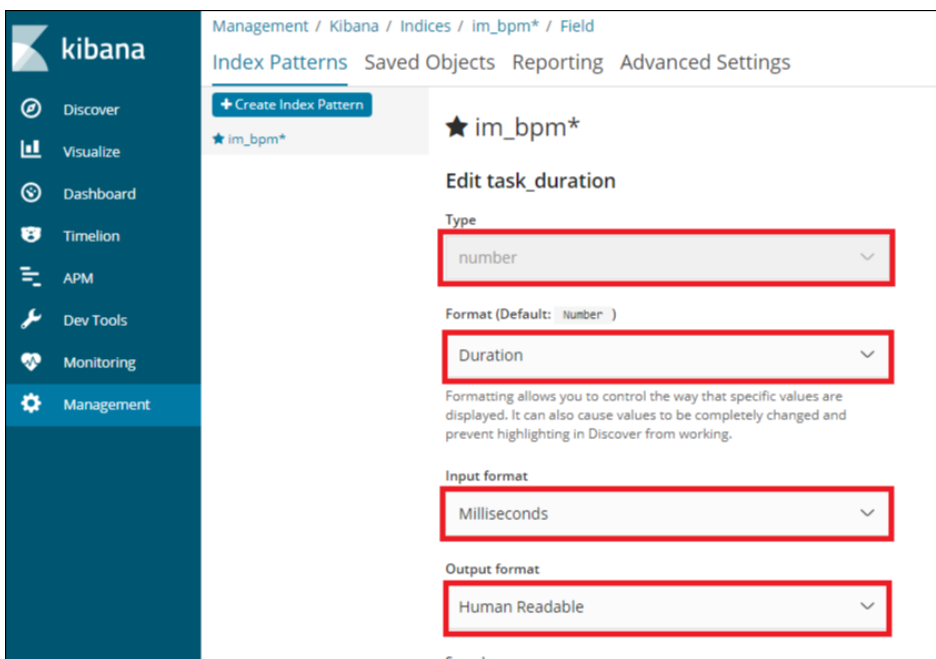 kibana
Discover
Visualize
Dashboard
Timelion
APM
Dev Tools
Monitoring
Management
Management / Kibana / Indices / im_bpm* / Field
Index Patterns Saved Objects Reporting Advanced Settings
+ Create Index Pattern
★ im_bpm*
★ im_bpm*
Edit task_duration
Type
number
Format (Default: Number )
Duration
Formatting allows you to control the way that specific values are
displayed. It can also cause values to be completely changed and
prevent highlighting in Discover from working.
Input format
Milliseconds
Output format
Human Readable